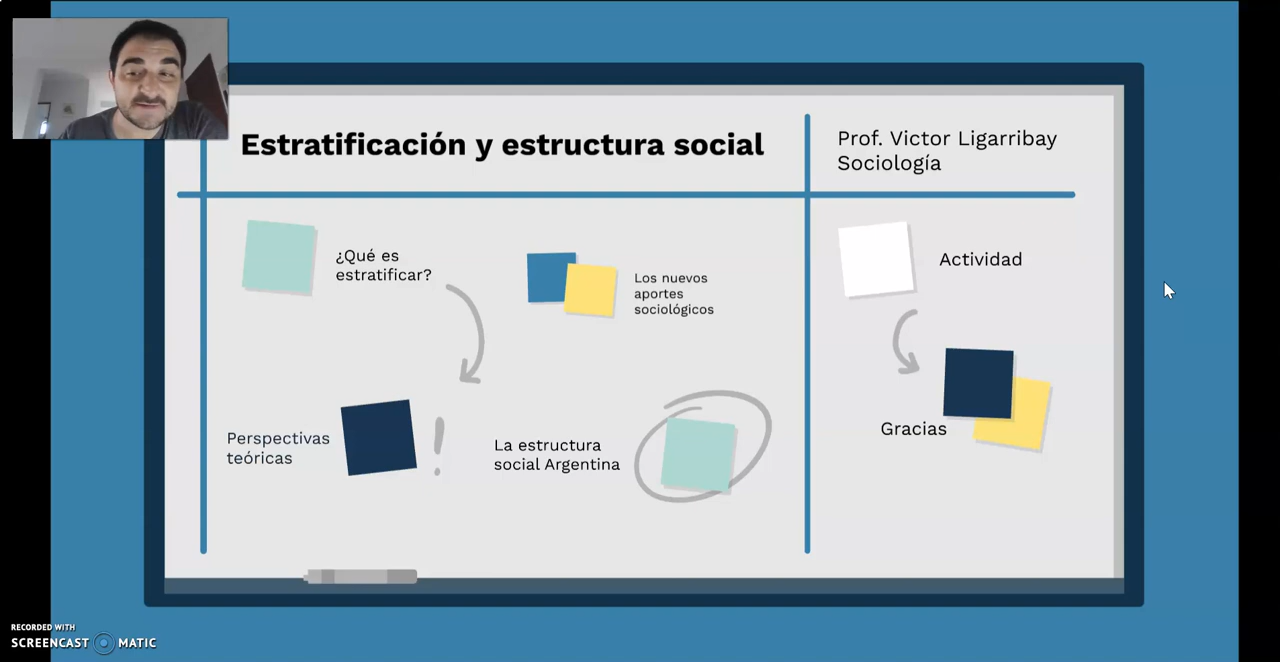 Estratificación y estructura social
Prof. Victor Ligarribay
Sociología
¿Qué es
estratificar?
Los nuevos
aportes
sociológicos
Actividad
Perspectivas
teóricas
!
La estructura
social Argentina
Gracias
RECORDED WITH
SCREENCAST MATIC